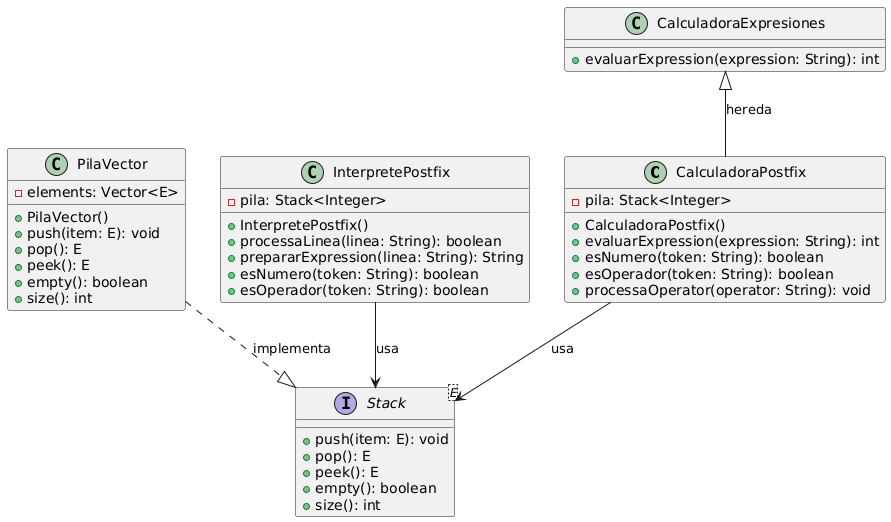 C CalculadoraExpresiones
evaluarExpression(expression: String): int
hereda
C PilaVector
elements: Vector<E>
PilaVector()
push(item: E): void
pop(): E
peek(): E
empty(): boolean
size(): int
C InterpretePostfix
pila: Stack<Integer>
InterpretePostfix()
processaLinea(linea: String): boolean
prepararExpression(linea: String): String
esNumero(token: String): boolean
esOperador(token: String): boolean
C CalculadoraPostfix
pila: Stack<Integer>
CalculadoraPostfix()
evaluarExpression(expression: String): int
esNumero(token: String): boolean
esOperador(token: String): boolean
processaOperator(operator: String): void
implementa
usa
usa
I Stack
E
push(item: E): void
pop(): E
peek(): E
empty(): boolean
size(): int